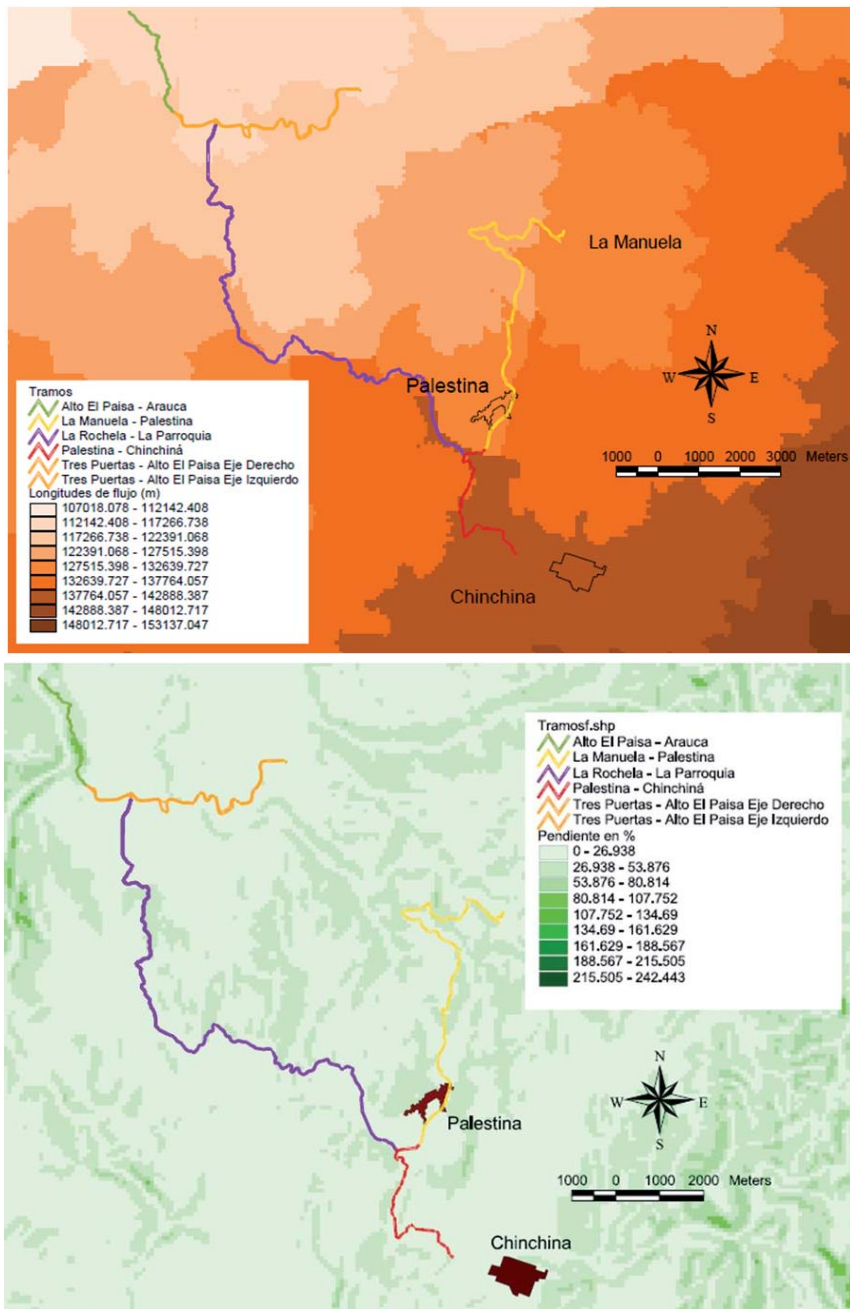 La Manuela
Palestina
N
W E
S
1000 0 1000 2000 3000 Meters
Chinchina
Tramos
Alto El Paisa - Arauca
La Manuela - Palestina
La Rochela - La Parroquia
Palestina - Chinchiná
Tres Puertas - Alto El Paisa Eje Derecho
Tres Puertas - Alto El Paisa Eje Izquierdo
Longitudes de flujo (m)
107018.078 - 112142.408
112142.408 - 117266.738
117266.738 - 122391.068
122391.068 - 127515.398
127515.398 - 132639.727
132639.727 - 137764.057
137764.057 - 142888.387
142888.387 - 148012.717
148012.717 - 153137.047
Tramosf.shp
Alto El Paisa - Arauca
La Manuela - Palestina
La Rochela - La Parroquia
Palestina - Chinchiná
Tres Puertas - Alto El Paisa Eje Derecho
Tres Puertas - Alto El Paisa Eje Izquierdo
Pendiente en %
0 - 26.938
26.938 - 53.876
53.876 - 80.814
80.814 - 107.752
107.752 - 134.69
134.69 - 161.629
161.629 - 188.567
188.567 - 215.505
215.505 - 242.443
N
W E
S
Palestina
1000 0 1000 2000 Meters
Chinchina